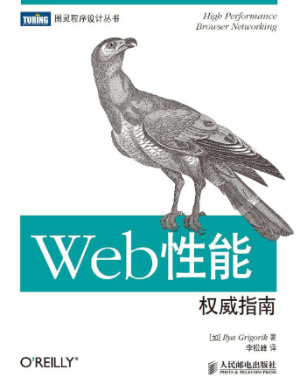 TURING 图灵程序设计丛书
High Performance
Browser Networking
Web性能
权威指南
[加] Ilya Grigorik 著
李松峰 译
O'REILLY®
人民邮电出版社
POSTS & TELECOM PRESS